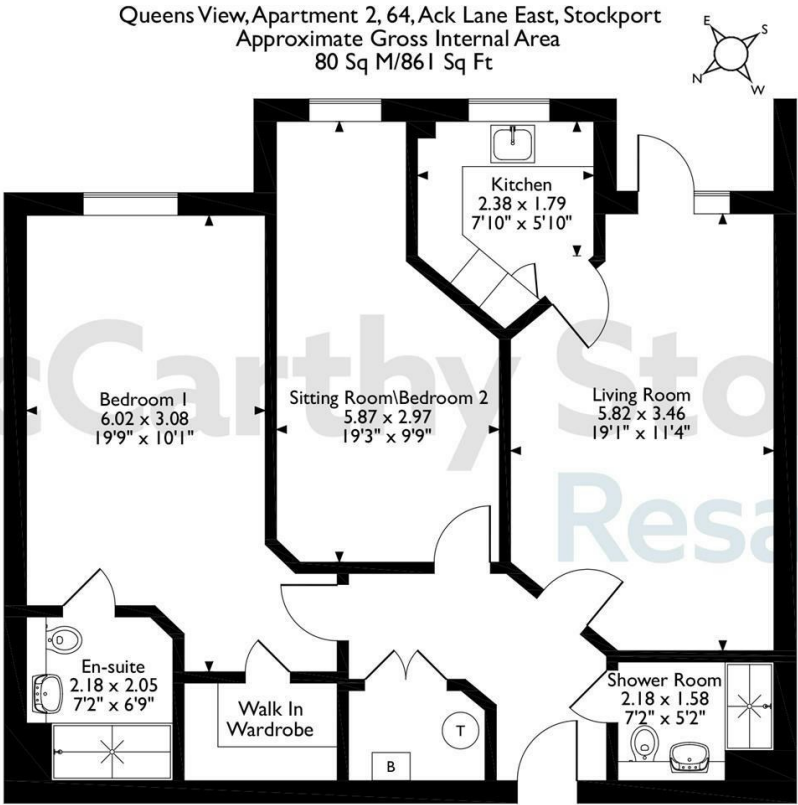 Queens View, Apartment 2, 64, Ack Lane East, Stockport
Approximate Gross Internal Area
80 Sq M/861 Sq Ft
E
S
N
W
Kitchen
2.38 x 1.79
7'10" x 5'10"
Bedroom 1
6.02 x 3.08
19'9" x 10'1"
Sitting Room\Bedroom 2
5.87 x 2.97
19'3" x 9'9"
Living Room
5.82 x 3.46
19'1" x 11'4"
cCarthy Sto
Resa
D
En-suite
2.18 x 2.05
7'2" x 6'9"
Walk In
Wardrobe
T
B
Shower Room
2.18 x 1.58
7'2" x 5'2"